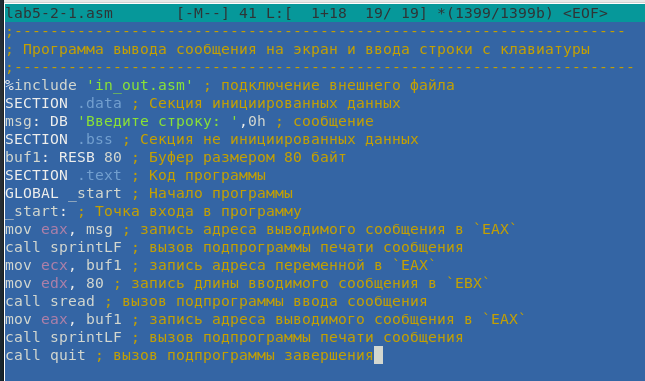 lab5-2-1.asm [-M--] 41 L:[ 1+18 19/ 19] *(1399/1399b) <EOF>
;--------------------------------------------------------------------
; Программа вывода сообщения на экран и ввода строки с клавиатуры
;---------------------------------------------------------------------
%include 'in_out.asm' ; подключение внешнего файла
SECTION .data ; Секция инициированных данных
msg: DB 'Введите строку: ',0h ; сообщение
SECTION .bss ; Секция не инициированных данных
buf1: RESB 80 ; Буфер размером 80 байт
SECTION .text ; Код программы
GLOBAL _start ; Начало программы
_start: ; Точка входа в программу
mov eax, msg ; запись адреса выводимого сообщения в `EAX`
call sprintLF ; вызов подпрограммы печати сообщения
mov ecx, buf1 ; запись адреса переменной в `EAX`
mov edx, 80 ; запись длины вводимого сообщения в `EBX`
call sread ; вызов подпрограммы ввода сообщения
mov eax, buf1 ; запись адреса выводимого сообщения в `EAX`
call sprintLF ; вызов подпрограммы печати сообщения
call quit ; вызов подпрограммы завершения